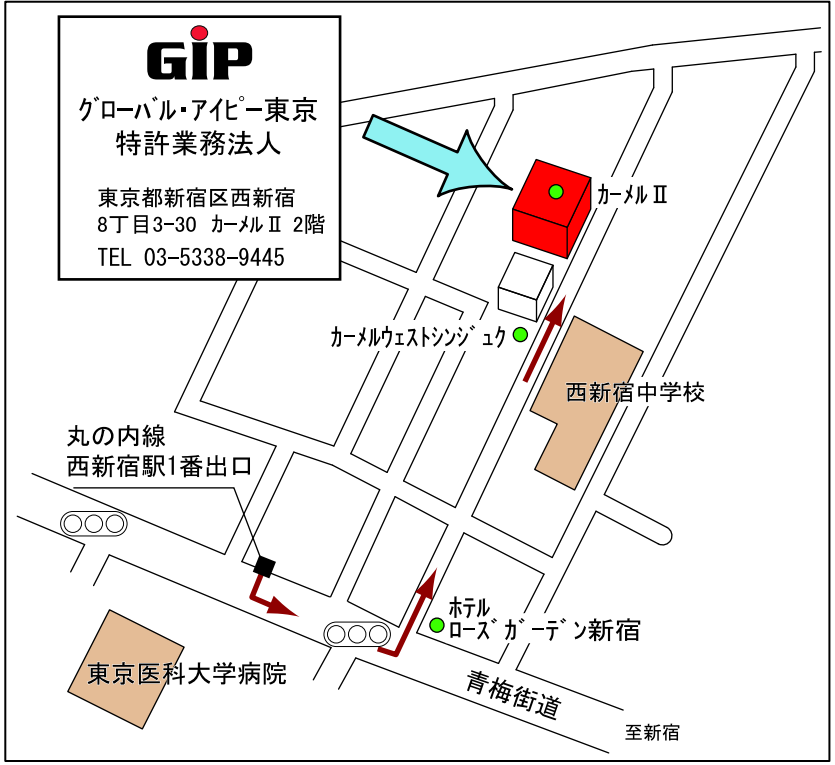 GIP
グローバル・アイピー東京
特許業務法人
東京都新宿区西新宿
8丁目3-30 カーメルⅡ 2階
TEL 03-5338-9445
カーメルⅡ
カーメルウェストシンジュク
西新宿中学校
丸の内線
西新宿駅1番出口
ホテル
ローズガーデン新宿
東京医科大学病院
青梅街道
至新宿